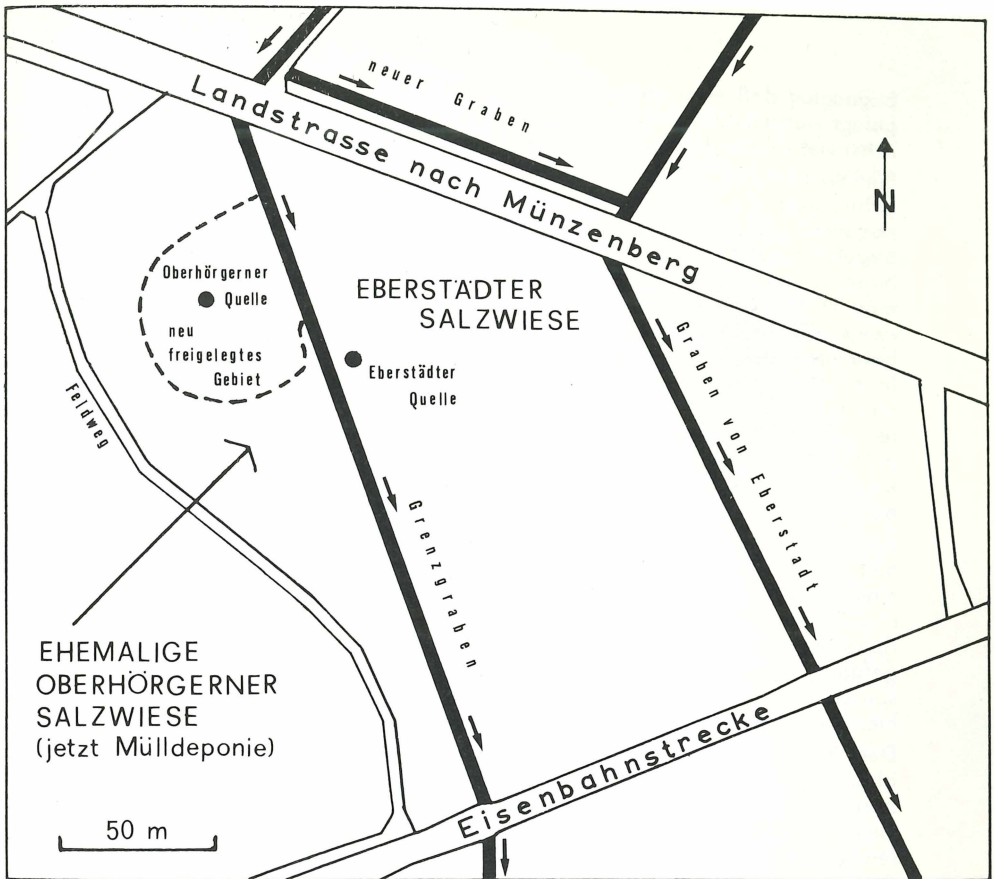 neuer Graben
Landstrasse nach Münzenberg
N
Oberhörgerner
Quelle
neu
freigelegtes
Gebiet
EBERSTÄDTER
SALZWIESE
Eberstädter
Quelle
Feldweg
Graben von Eberstadt
Grenzgraben
EHEMALIGE
OBERHÖRGERNER
SALZWIESE
(jetzt Mülldeponie)
50 m
Eisenbahnstrecke